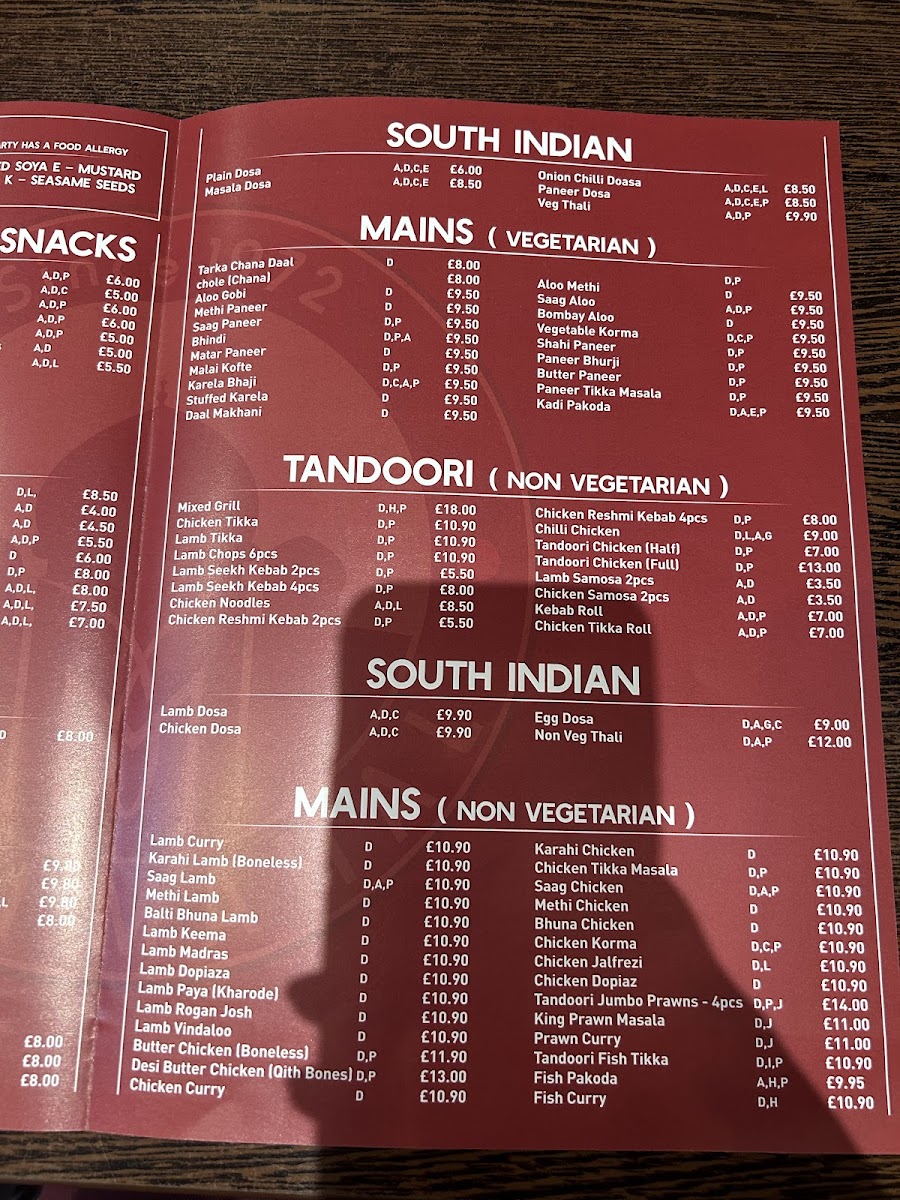 RTY HAS A FOOD ALLERGY
D SOYA E – MUSTARD
K – SEASAME SEEDS
SNACKS
A,D,P £6.00
A,D,C £5.00
A,D,P £6.00
A,D,P £6.00
A,D,P £5.00
A,D £5.00
A,D,L £5.50
D,L, £8.50
A,D £4.00
A,D £4.50
A,D,P £5.50
D £6.00
D,P £8.00
A,D,L, £8.00
A,D,L, £7.50
A,D,L, £7.00
D £8.00
£9.80
£9.80
L £9.80
£8.00
£8.00
£8.00
£8.00
SOUTH INDIAN
Plain Dosa A,D,C,E £6.00
Masala Dosa A,D,C,E £8.50
Onion Chilli Doasa A,D,C,E,L £8.50
Paneer Dosa A,D,C,E,P £8.50
Veg Thali A,D,P £9.90
MAINS ( VEGETARIAN )
Tarka Chana Daal D £8.00
chole (Chana) £8.00
Aloo Gobi D £9.50
Methi Paneer D £9.50
Saag Paneer D,P £9.50
Bhindi D,P,A £9.50
Matar Paneer D £9.50
Malai Kofte D,P £9.50
Karela Bhaji D,C,A,P £9.50
Stuffed Karela D £9.50
Daal Makhani D £9.50
Aloo Methi D,P £9.50
Saag Aloo D £9.50
Bombay Aloo A,D,P £9.50
Vegetable Korma D £9.50
Shahi Paneer D,C,P £9.50
Paneer Bhurji D,P £9.50
Butter Paneer D,P £9.50
Paneer Tikka Masala D,P £9.50
Kadi Pakoda D,P £9.50
D,A,E,P
TANDOORI ( NON VEGETARIAN )
Mixed Grill D,H,P £18.00
Chicken Tikka D,P £10.90
Lamb Tikka D,P £10.90
Lamb Chops 6pcs D,P £10.90
Lamb Seekh Kebab 2pcs D,P £5.50
Lamb Seekh Kebab 4pcs D,P £8.00
Chicken Noodles A,D,L £8.50
Chicken Reshmi Kebab 2pcs D,P £5.50
Chicken Reshmi Kebab 4pcs D,P £8.00
Chilli Chicken D,L,A,G £9.00
Tandoori Chicken (Half) D,P £7.00
Tandoori Chicken (Full) D,P £13.00
Lamb Samosa 2pcs A,D £3.50
Chicken Samosa 2pcs A,D £3.50
Kebab Roll A,D,P £7.00
Chicken Tikka Roll A,D,P £7.00
SOUTH INDIAN
Lamb Dosa A,D,C £9.90
Chicken Dosa A,D,C £9.90
Egg Dosa D,A,G,C £9.00
Non Veg Thali D,A,P £12.00
MAINS ( NON VEGETARIAN )
Lamb Curry D £10.90
Karahi Lamb (Boneless) D £10.90
Saag Lamb D,A,P £10.90
Methi Lamb D £10.90
Balti Bhuna Lamb D £10.90
Lamb Keema D £10.90
Lamb Madras D £10.90
Lamb Dopiaza D £10.90
Lamb Paya (Kharode) D £10.90
Lamb Rogan Josh D £10.90
Lamb Vindaloo D £10.90
Butter Chicken (Boneless) D,P £11.90
Desi Butter Chicken (Qith Bones) D,P £13.00
Chicken Curry D £10.90
Karahi Chicken D £10.90
Chicken Tikka Masala D,P £10.90
Saag Chicken D,A,P £10.90
Methi Chicken D £10.90
Bhuna Chicken D £10.90
Chicken Korma D,C,P £10.90
Chicken Jalfrezi D,L £10.90
Chicken Dopiaz D £10.90
Tandoori Jumbo Prawns - 4pcs D,P,J £14.00
King Prawn Masala D,J £11.00
Prawn Curry D,J £11.00
Tandoori Fish Tikka D,I,P £10.90
Fish Pakoda A,H,P £9.95
Fish Curry D,H £10.90